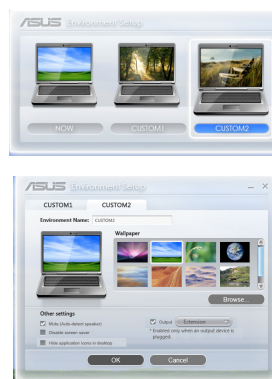 ASUS Environment Setup
NOW
CUSTOM1
CUSTOM2
ASUS Environment Setup
CUSTOM1 CUSTOM2
Environment Name: CUSTOM2
Wallpaper
Browse...
Other settings
Mute (Auto-detect speaker)
Disable screen saver
Hide application icons in desktop
Output Extension
* Enabled only when an output device is plugged.
OK Cancel